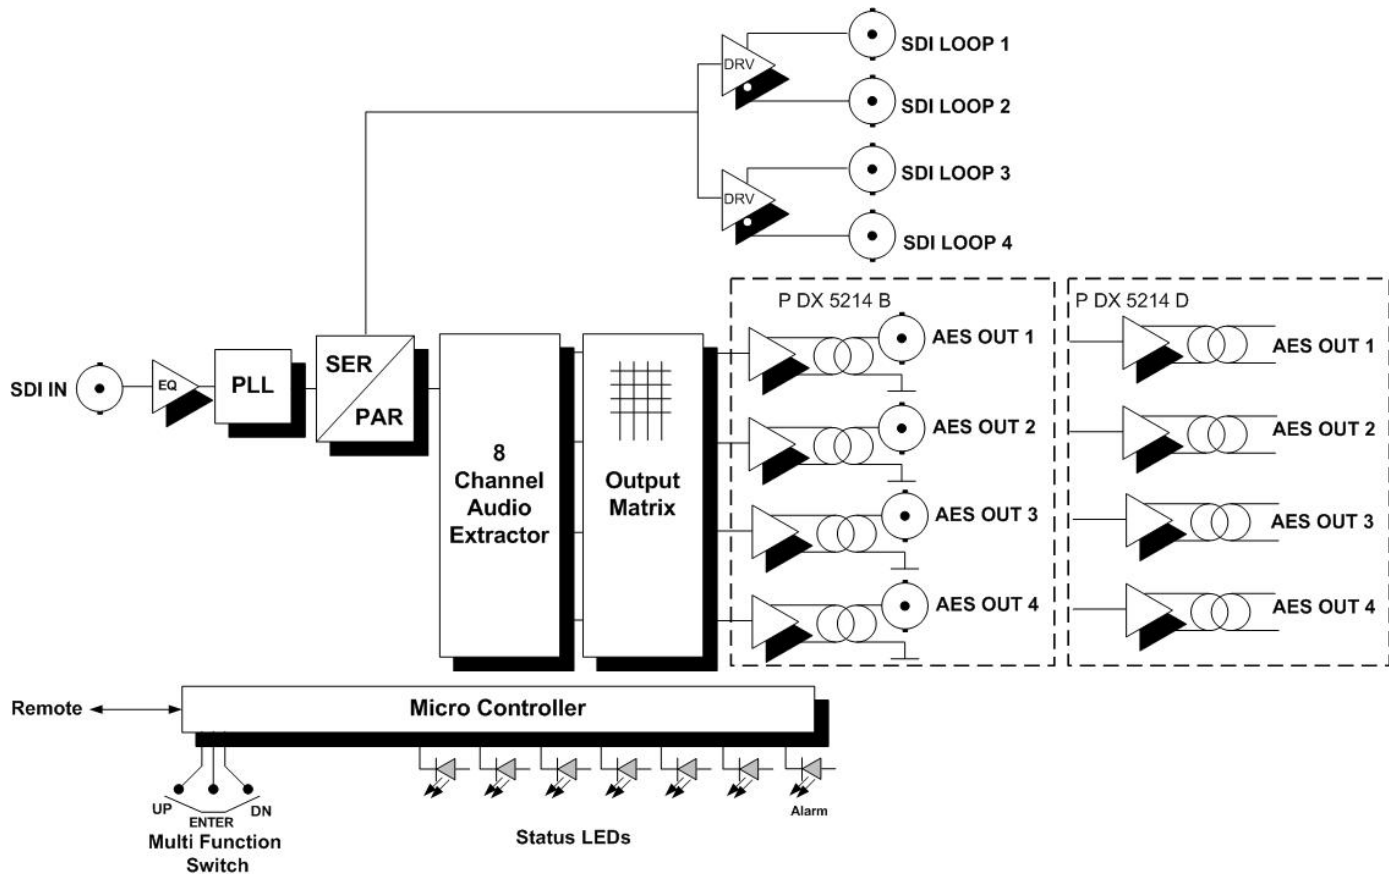 DRV
SDI LOOP 1
SDI LOOP 2
DRV
SDI LOOP 3
SDI LOOP 4
SDI IN
EQ
PLL
SER
PAR
8
Channel
Audio
Extractor
Output
Matrix
P DX 5214 B
AES OUT 1
AES OUT 2
AES OUT 3
AES OUT 4
P DX 5214 D
AES OUT 1
AES OUT 2
AES OUT 3
AES OUT 4
Remote
Micro Controller
UP
ENTER
DN
Multi Function
Switch
Status LEDs
Alarm